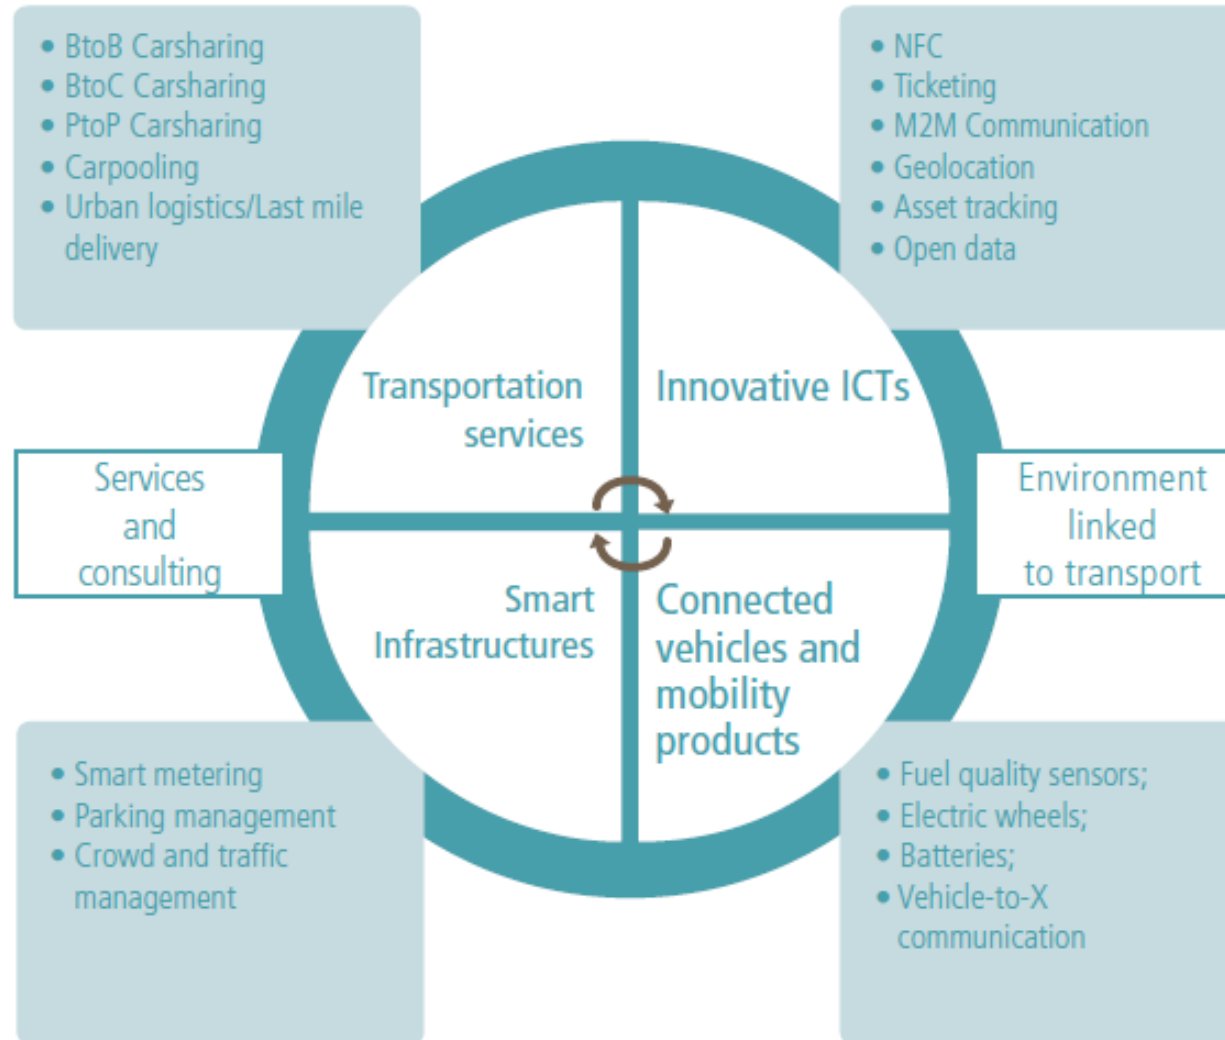 • BtoB Carsharing
• BtoC Carsharing
• PtoP Carsharing
• Carpooling
• Urban logistics/Last mile
delivery
• NFC
• Ticketing
• M2M Communication
• Geolocation
• Asset tracking
• Open data
Transportation
services
Innovative ICTs
Services
and
consulting
Environment
linked
to transport
Smart
Infrastructures
Connected
vehicles and
mobility
products
• Smart metering
• Parking management
• Crowd and traffic
management
• Fuel quality sensors;
• Electric wheels;
• Batteries;
• Vehicle-to-X
communication